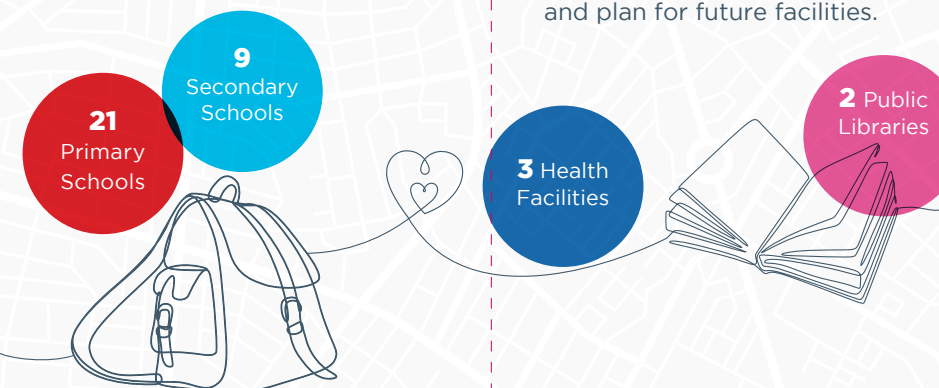 and plan for future facilities.
9
Secondary
Schools
21
Primary
Schools
3 Health
Facilities
2 Public
Libraries